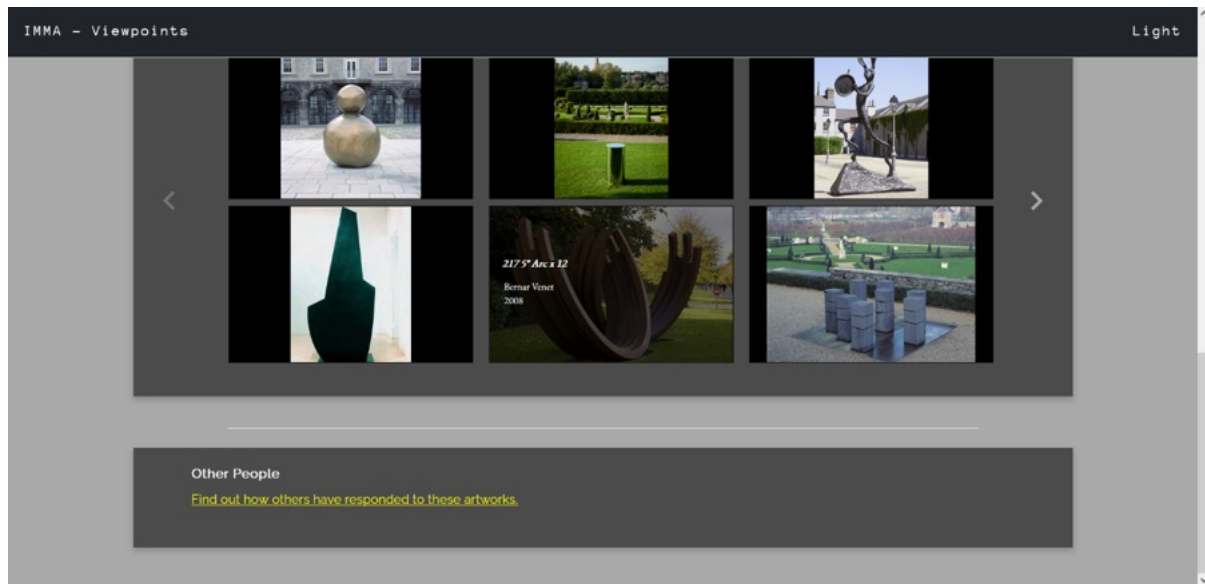 IMMA – Viewpoints
Light
217 5° Arc x 12
Bernar Venet
2008
Other People
Find out how others have responded to these artworks.